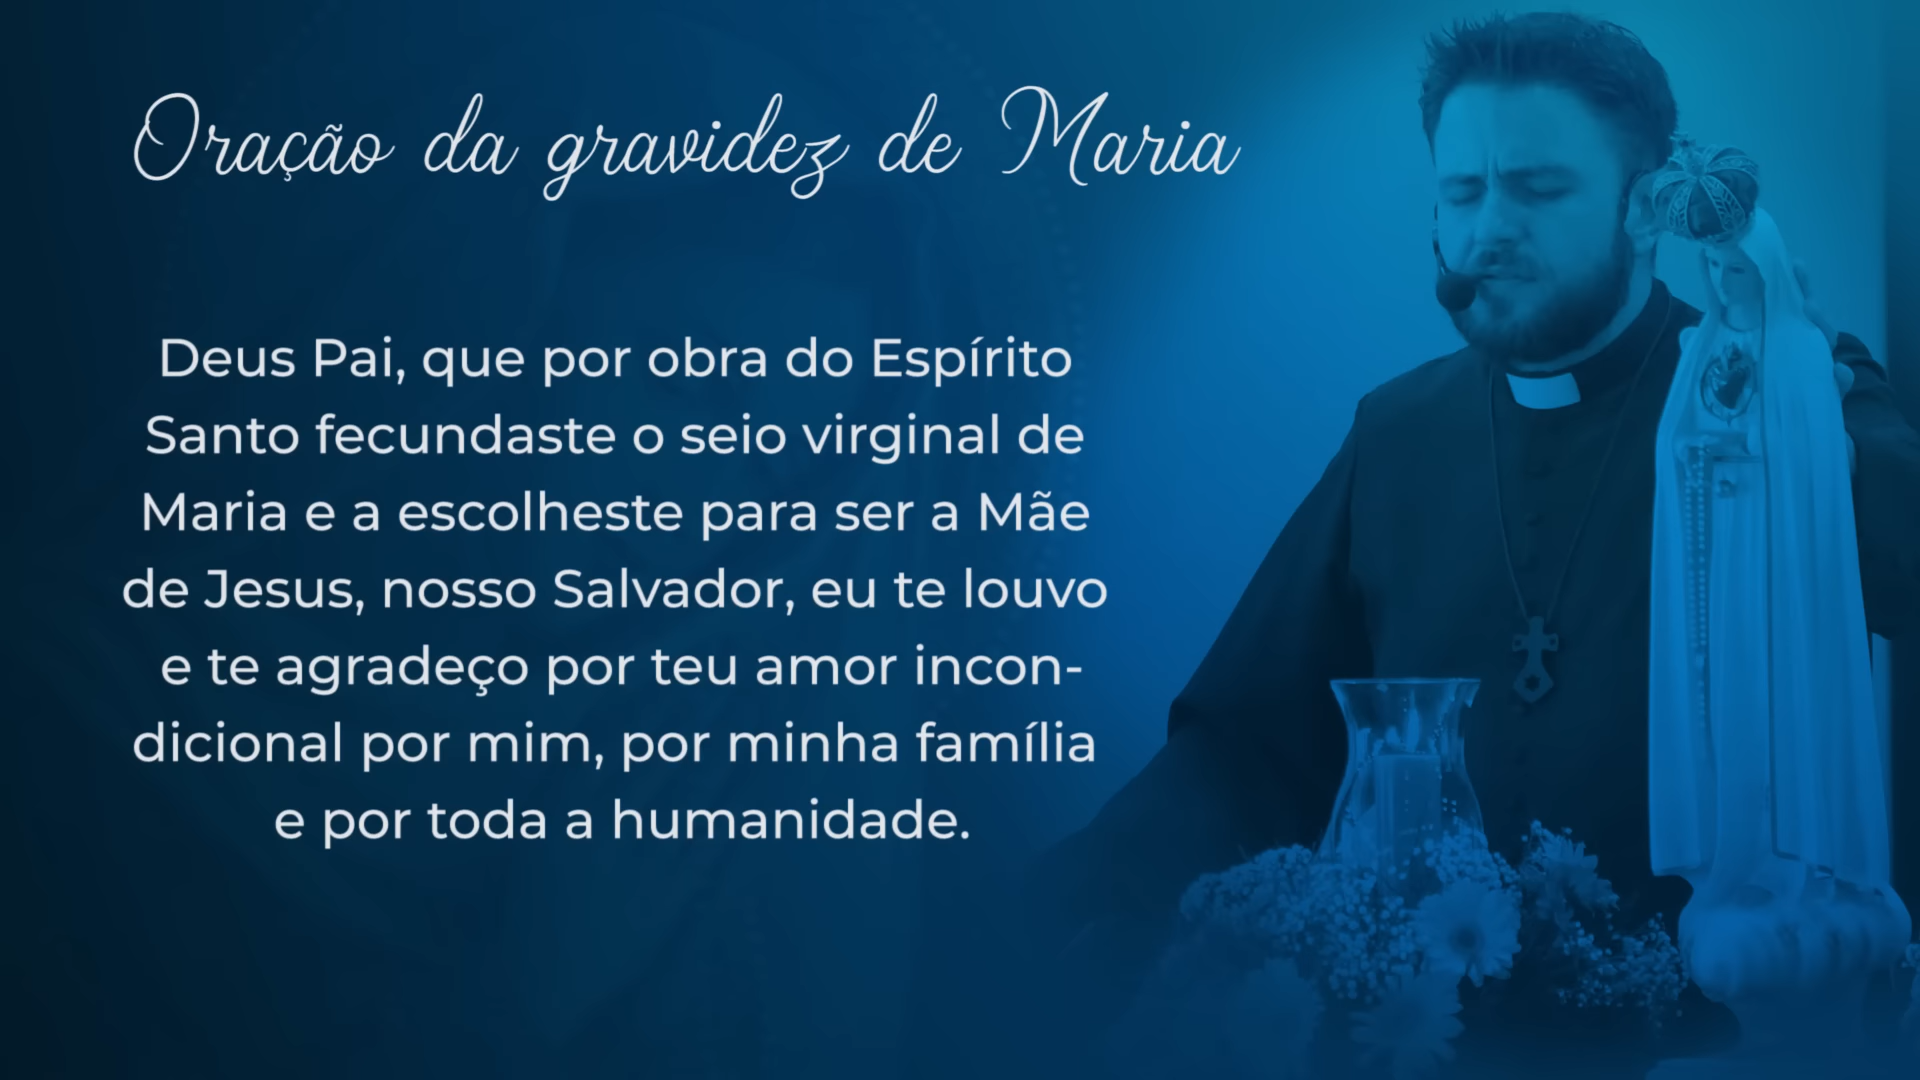 Oração da gravidez de Maria
Deus Pai, que por obra do Espírito
Santo fecundaste o seio virginal de
Maria e a escolheste para ser a Mãe
de Jesus, nosso Salvador, eu te louvo
e te agradeço por teu amor incon-
dicional por mim, por minha família
e por toda a humanidade.